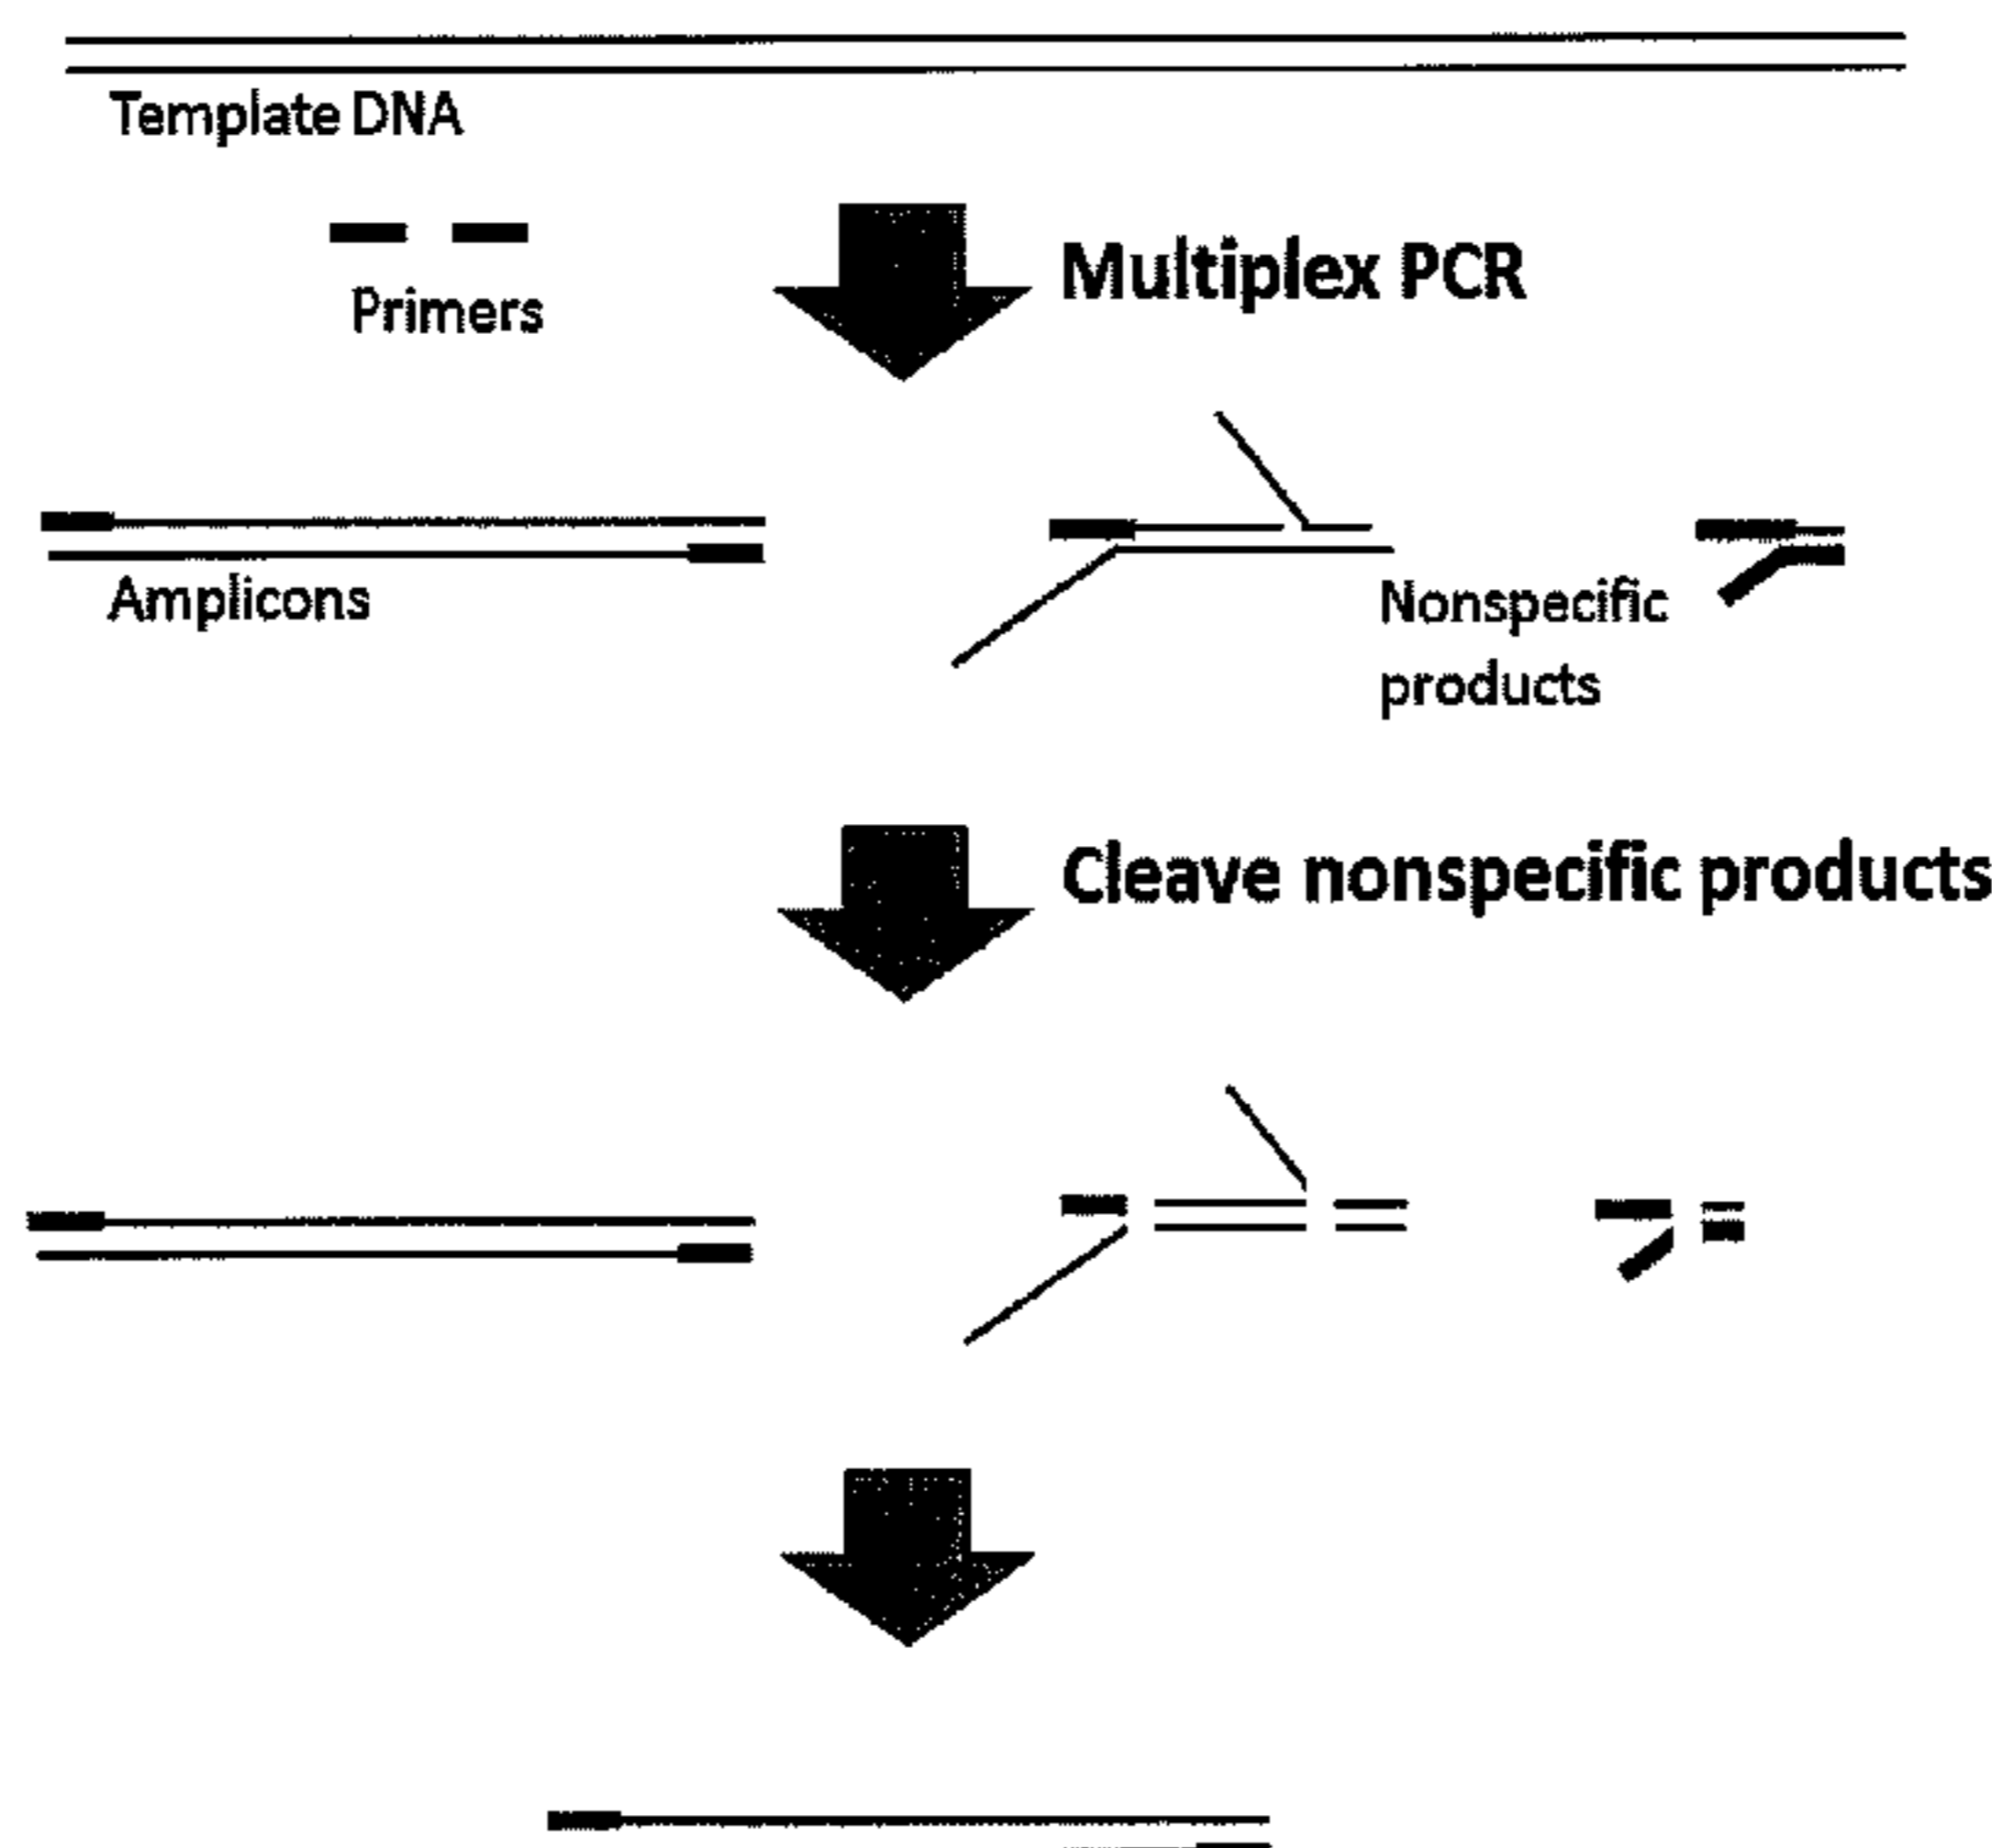 Template DNA
Primers
Multiplex PCR
Amplicons
Nonspecific
products
Cleave nonspecific products